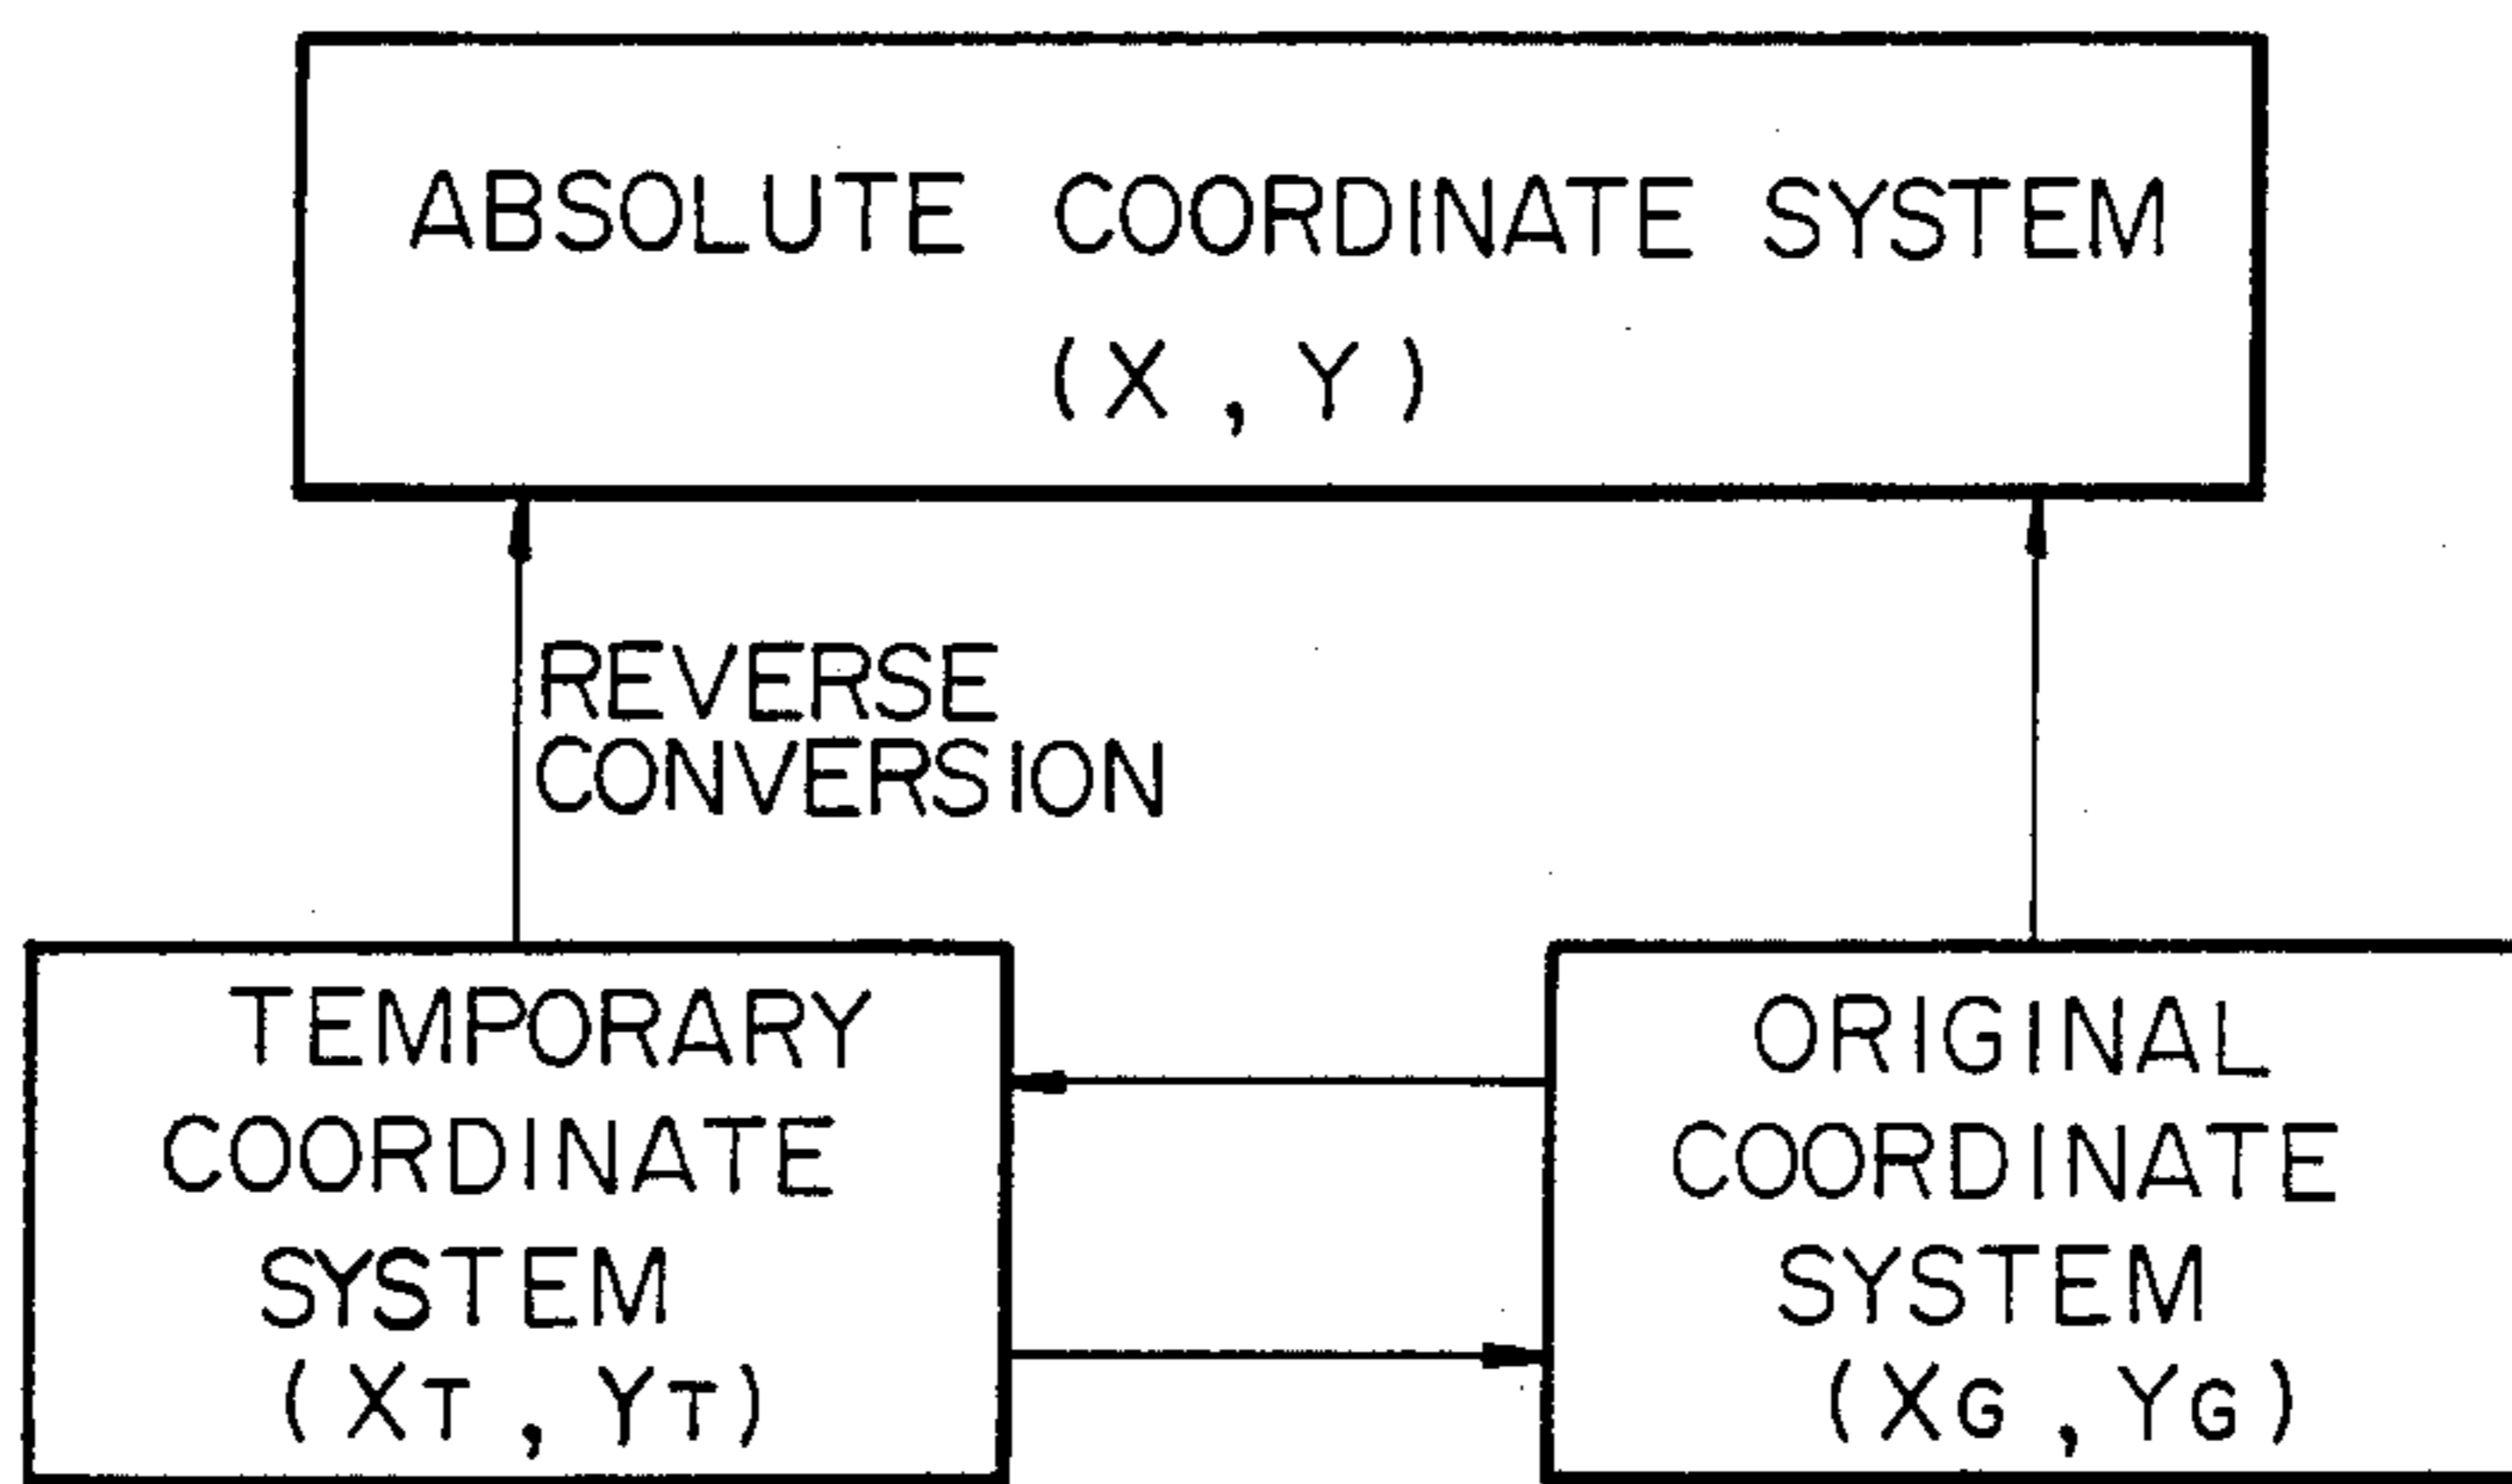 ABSOLUTE COORDINATE SYSTEM
(X, Y)
REVERSE
CONVERSION
TEMPORARY
COORDINATE
SYSTEM
(XT, YT)
ORIGINAL
COORDINATE
SYSTEM
(XG, YG)